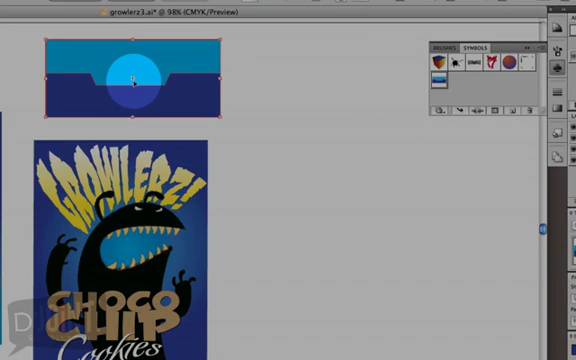 growlerz3.ai* @ 98% (CMYK/Preview)
BRUSHES SYMBOLS
GROWLERZ!
CHOCO
CHIP
Cookies